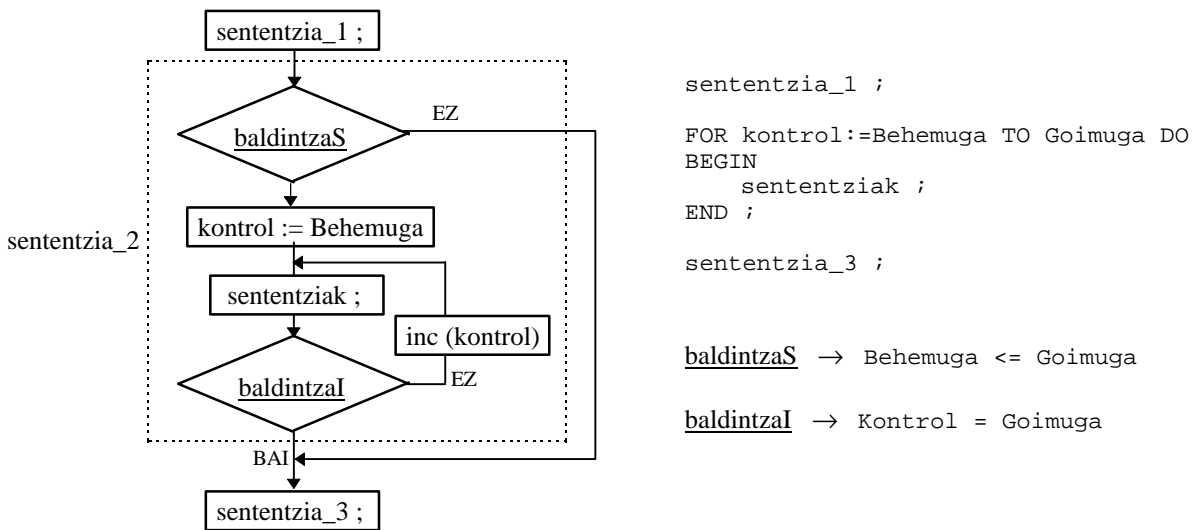 sententzia_1 ;
EZ
baldintzaS
kontrol := Behemuga
sententzia_2
sententziak ;
inc (kontrol)
EZ
baldintzaI
BAI
sententzia_3 ;
sententzia_1 ;
FOR kontrol:=Behemuga TO Goimuga DO
BEGIN
sententziak ;
END ;
sententzia_3 ;
baldintzaS → Behemuga <= Goimuga
baldintzaI → Kontrol = Goimuga